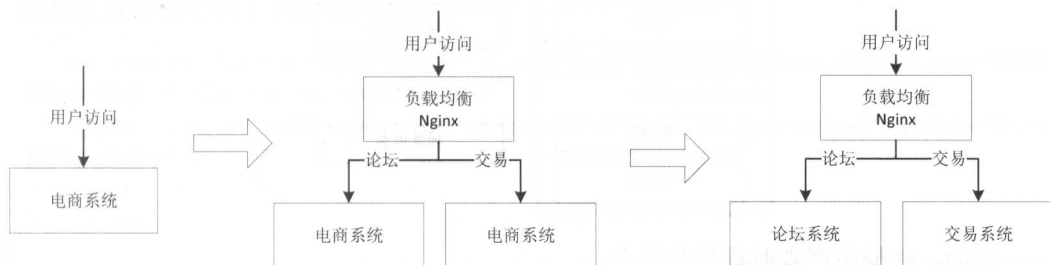 用户访问
电商系统
用户访问
负载均衡
Nginx
论坛
交易
电商系统
电商系统
用户访问
负载均衡
Nginx
论坛
交易
论坛系统
交易系统